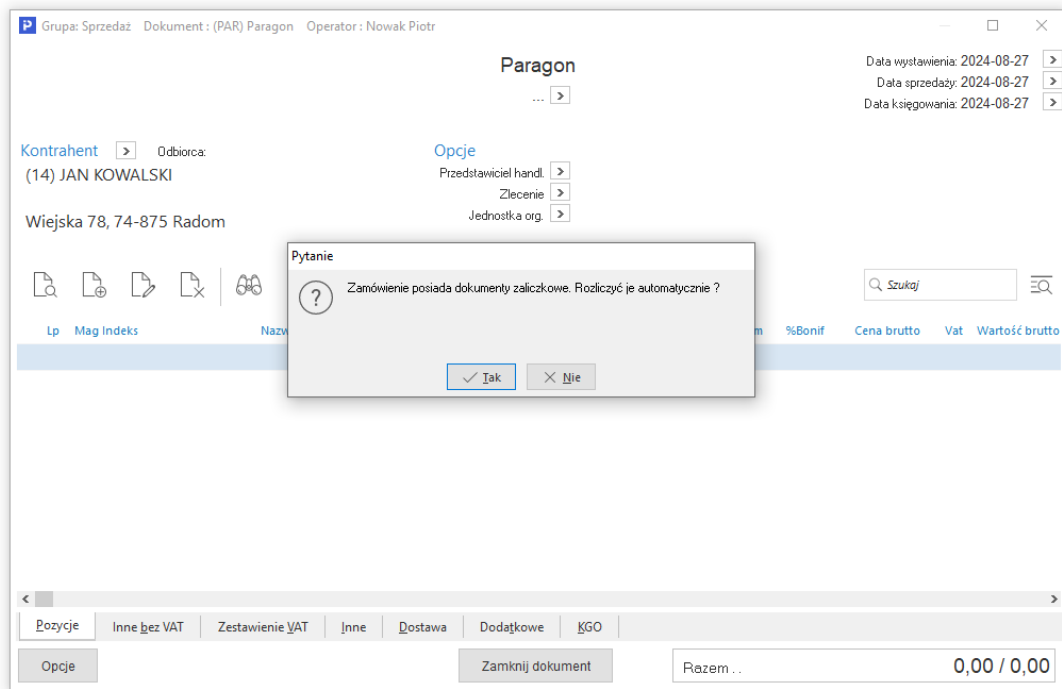 P Grupa: Sprzedaż Dokument : (PAR) Paragon Operator : Nowak Piotr
Paragon
...
Data wystawienia: 2024-08-27 >
Data sprzedaży: 2024-08-27 >
Data księgowania: 2024-08-27 >
Kontrahent > Odbiorca:
(14) JAN KOWALSKI
Wiejska 78, 74-875 Radom
Opcje
Przedstawiciel handl. >
Zlecenie >
Jednostka org. >
Pytanie
Zamówienie posiada dokumenty zaliczkowe. Rozliczyć je automatycznie ?
Tak Nie
Szukaj
Lp Mag Indeks Nazw m %Bonif Cena brutto Vat Wartość brutto
Pozycje Inne bez VAT Zestawienie VAT Inne Dostawa Dodatkowe KGO
Opcje Zamknij dokument Razem . . 0,00 / 0,00